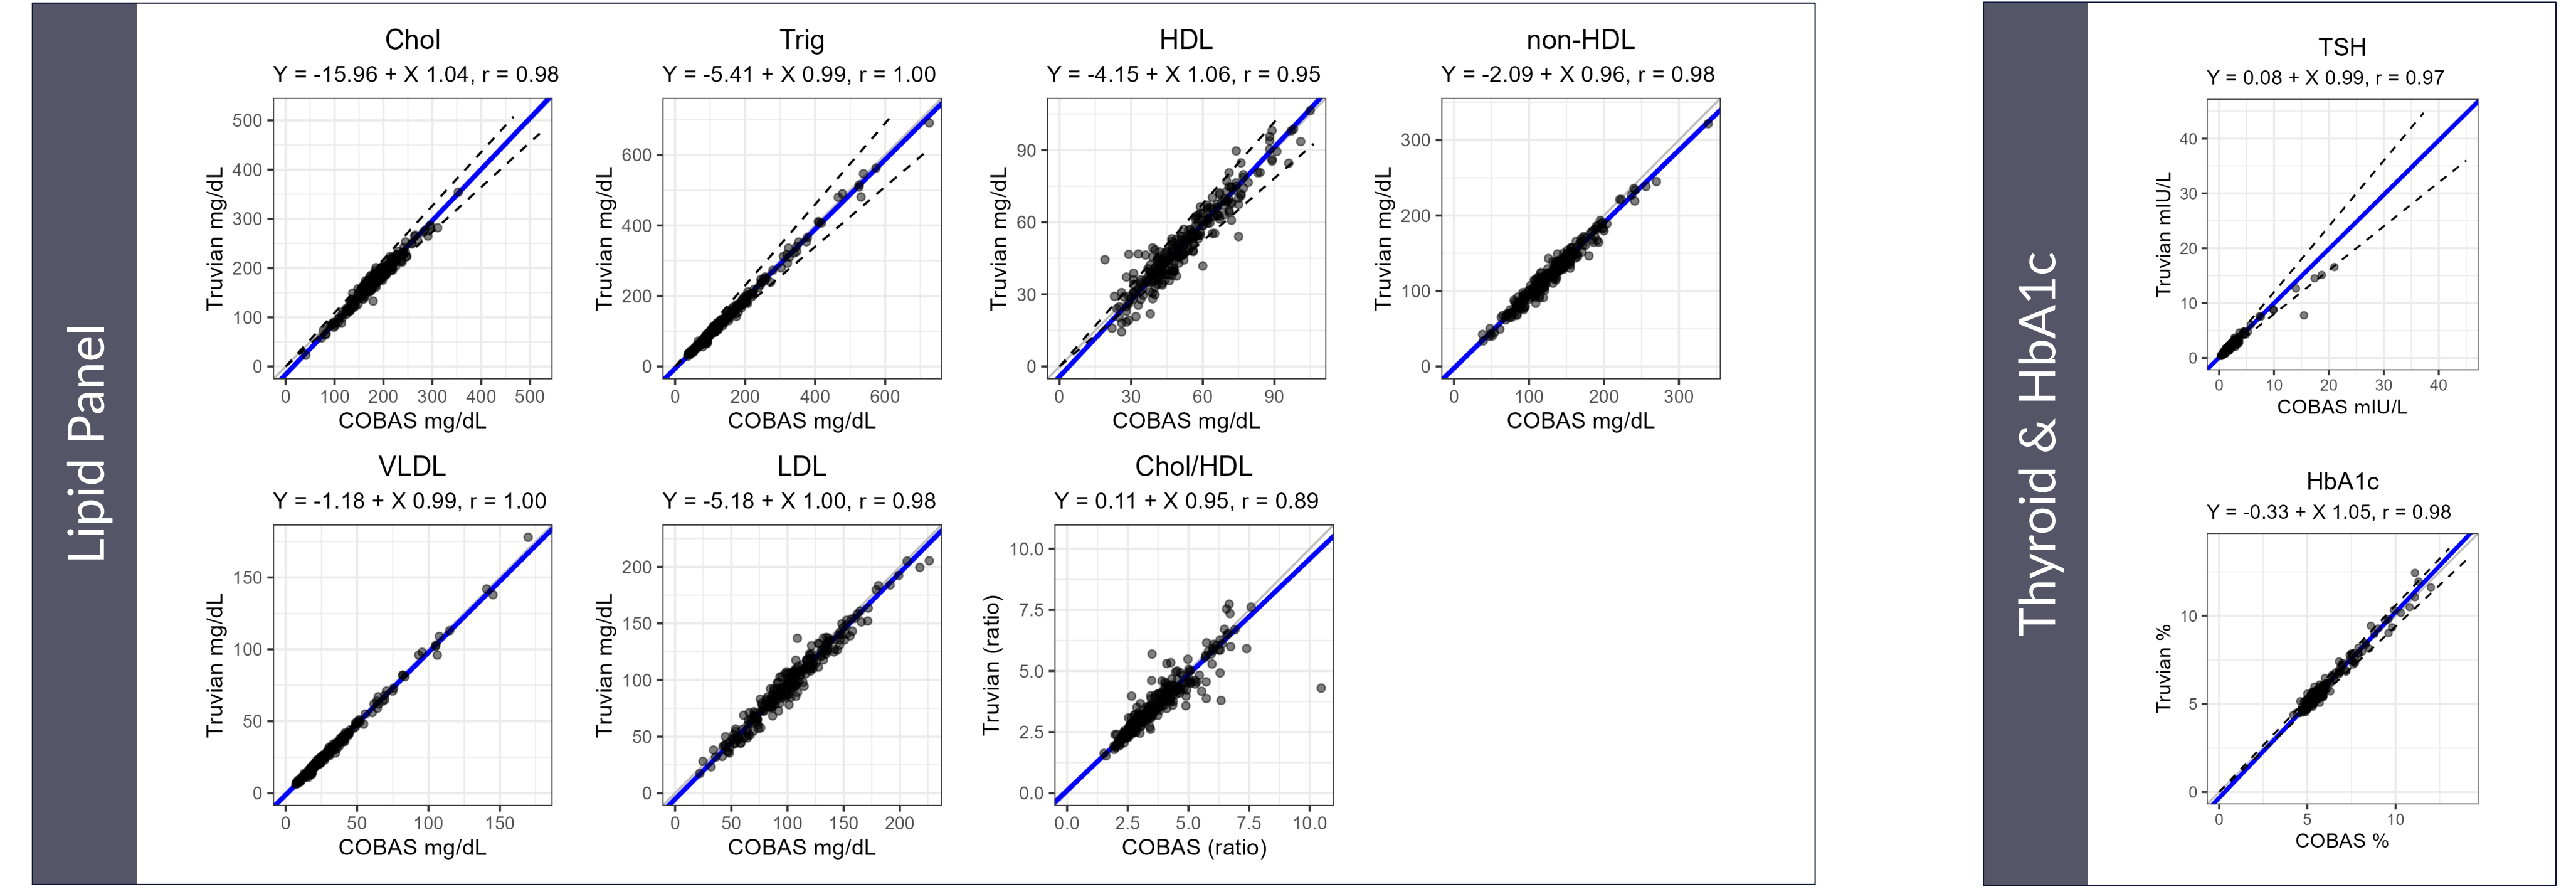 Lipid Panel
Chol
Y = -15.96 + X 1.04, r = 0.98
Truvian mg/dL
500
400
300
200
100
0
0 100 200 300 400 500
COBAS mg/dL
Trig
Y = -5.41 + X 0.99, r = 1.00
Truvian mg/dL
600
400
200
0
0 200 400 600
COBAS mg/dL
HDL
Y = -4.15 + X 1.06, r = 0.95
Truvian mg/dL
90
60
30
0
0 30 60 90
COBAS mg/dL
non-HDL
Y = -2.09 + X 0.96, r = 0.98
Truvian mg/dL
300
200
100
0
0 100 200 300
COBAS mg/dL
VLDL
Y = -1.18 + X 0.99, r = 1.00
Truvian mg/dL
150
100
50
0
0 50 100 150
COBAS mg/dL
LDL
Y = -5.18 + X 1.00, r = 0.98
Truvian mg/dL
200
150
100
50
0
0 50 100 150 200
COBAS mg/dL
Chol/HDL
Y = 0.11 + X 0.95, r = 0.89
Truvian (ratio)
10.0
7.5
5.0
2.5
0.0
0.0 2.5 5.0 7.5 10.0
COBAS (ratio)
Thyroid & HbA1c
TSH
Y = 0.08 + X 0.99, r = 0.97
Truvian mIU/L
40
30
20
10
0
0 10 20 30 40
COBAS mIU/L
HbA1c
Y = -0.33 + X 1.05, r = 0.98
Truvian %
10
5
0
0 5 10
COBAS %